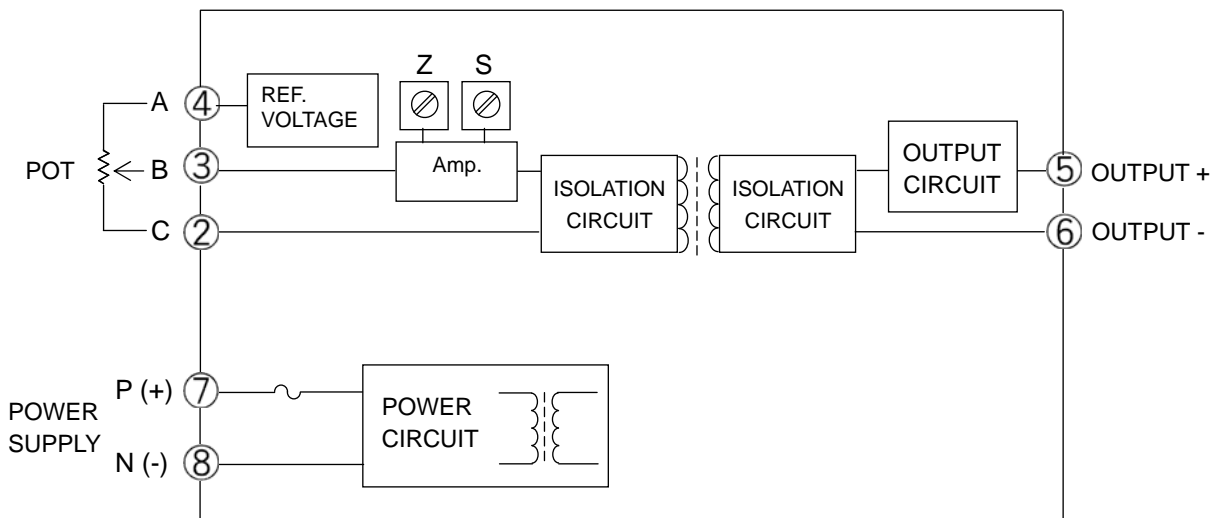 Z
S
A
④
REF.
VOLTAGE
POT
B
③
Amp.
C
②
ISOLATION
CIRCUIT
ISOLATION
CIRCUIT
OUTPUT
CIRCUIT
⑤
OUTPUT +
⑥
OUTPUT -
POWER
SUPPLY
P (+)
⑦
N (-)
⑧
POWER
CIRCUIT